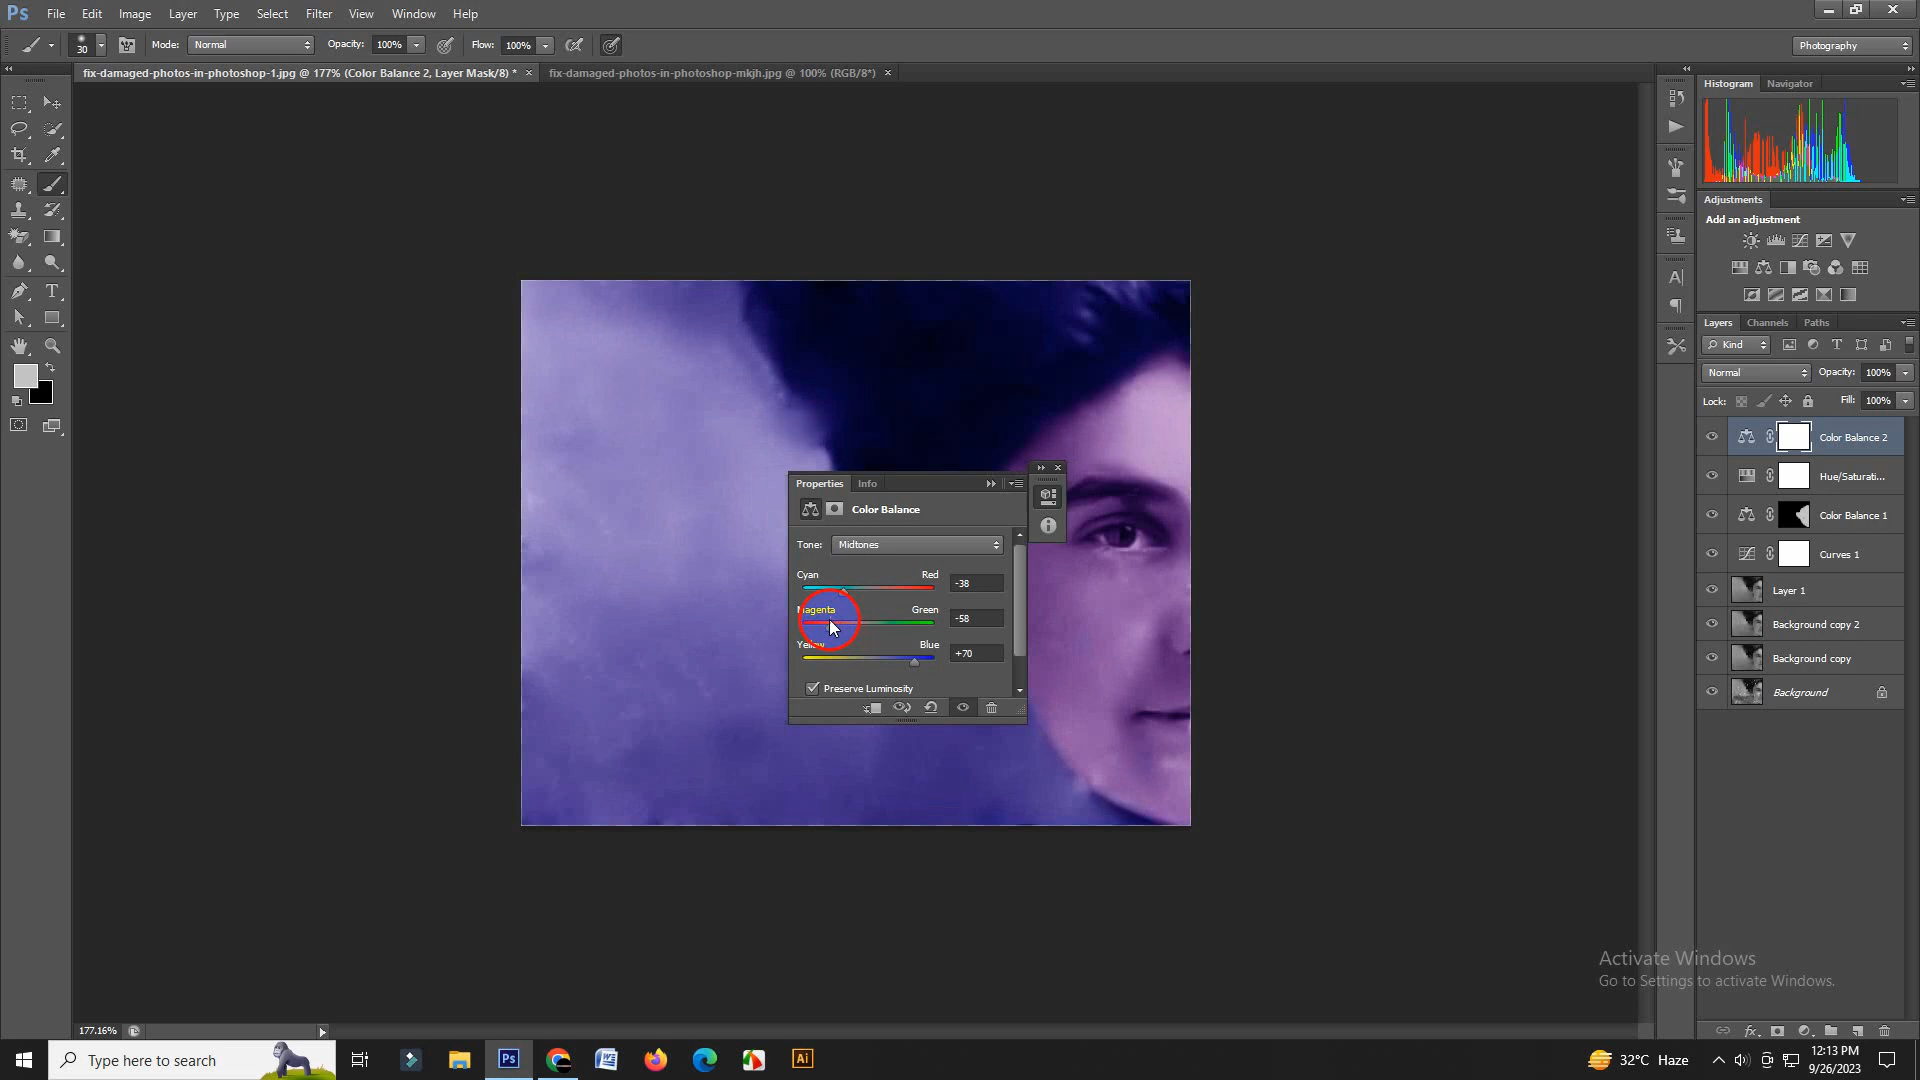 Ps File Edit Image Layer Type Select Filter View Window Help
30 Mode: Normal Opacity: 100% Flow: 100% Photography
fix-damaged-photos-in-photoshop-1.jpg @ 177% (Color Balance 2, Layer Mask/8) * × fix-damaged-photos-in-photoshop-mkjh.jpg @ 100% (RGB/8*) ×
Histogram Navigator
Adjustments
Add an adjustment
Layers Channels Paths
Kind
Normal Opacity: 100%
Lock: Fill: 100%
Color Balance 2
Hue/Saturati...
Color Balance 1
Curves 1
Layer 1
Background copy 2
Background copy
Background
Properties Info
Color Balance
Tone: Midtones
Cyan Red -38
Magenta Green -58
Yellow Blue +70
Preserve Luminosity
Activate Windows
Go to Settings to activate Windows.
177.16%
Type here to search
Ps
Ai
32°C Haze
12:13 PM
9/26/2023